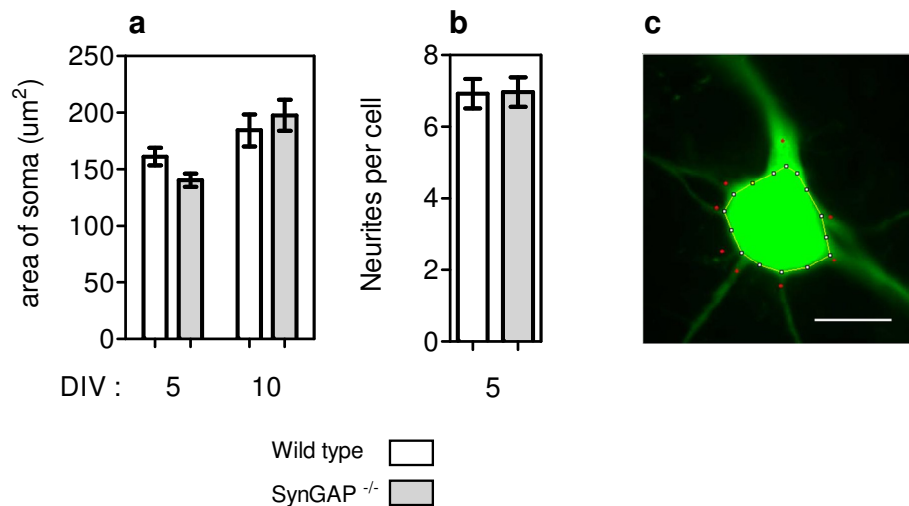 a
b
c
area of soma (um²)
250
200
150
100
50
0
DIV : 5 10
Neurites per cell
8
6
4
2
0
5
Wild type
SynGAP -/-